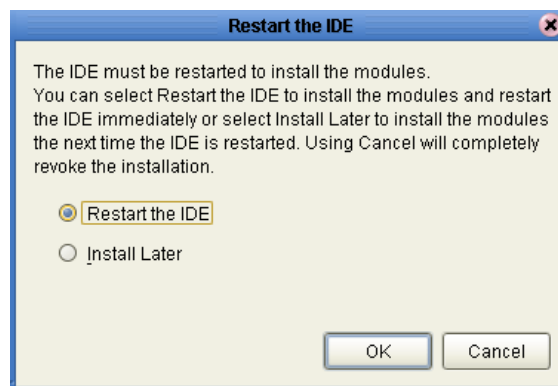 Restart the IDE
The IDE must be restarted to install the modules.
You can select Restart the IDE to install the modules and restart
the IDE immediately or select Install Later to install the modules
the next time the IDE is restarted. Using Cancel will completely
revoke the installation.
Restart the IDE
Install Later
OK Cancel